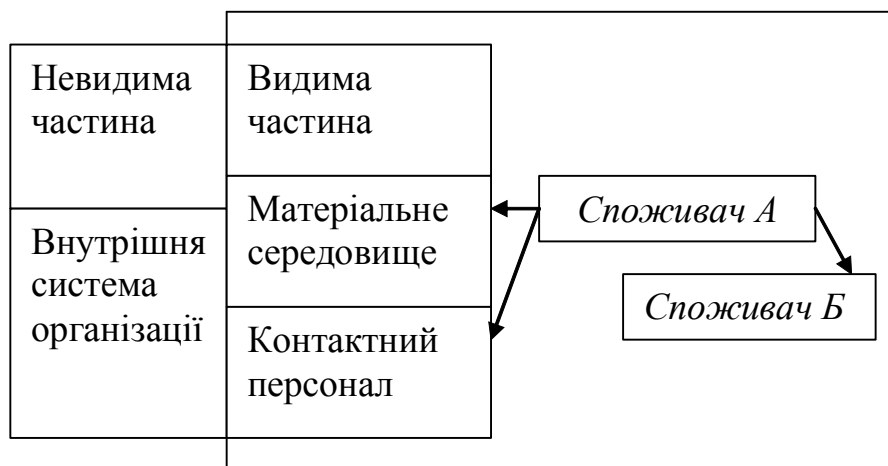 Невидима
частина
Видима
частина
Внутрішня
система
організації
Матеріальне
середовище
Контактний
персонал
Споживач А
Споживач Б